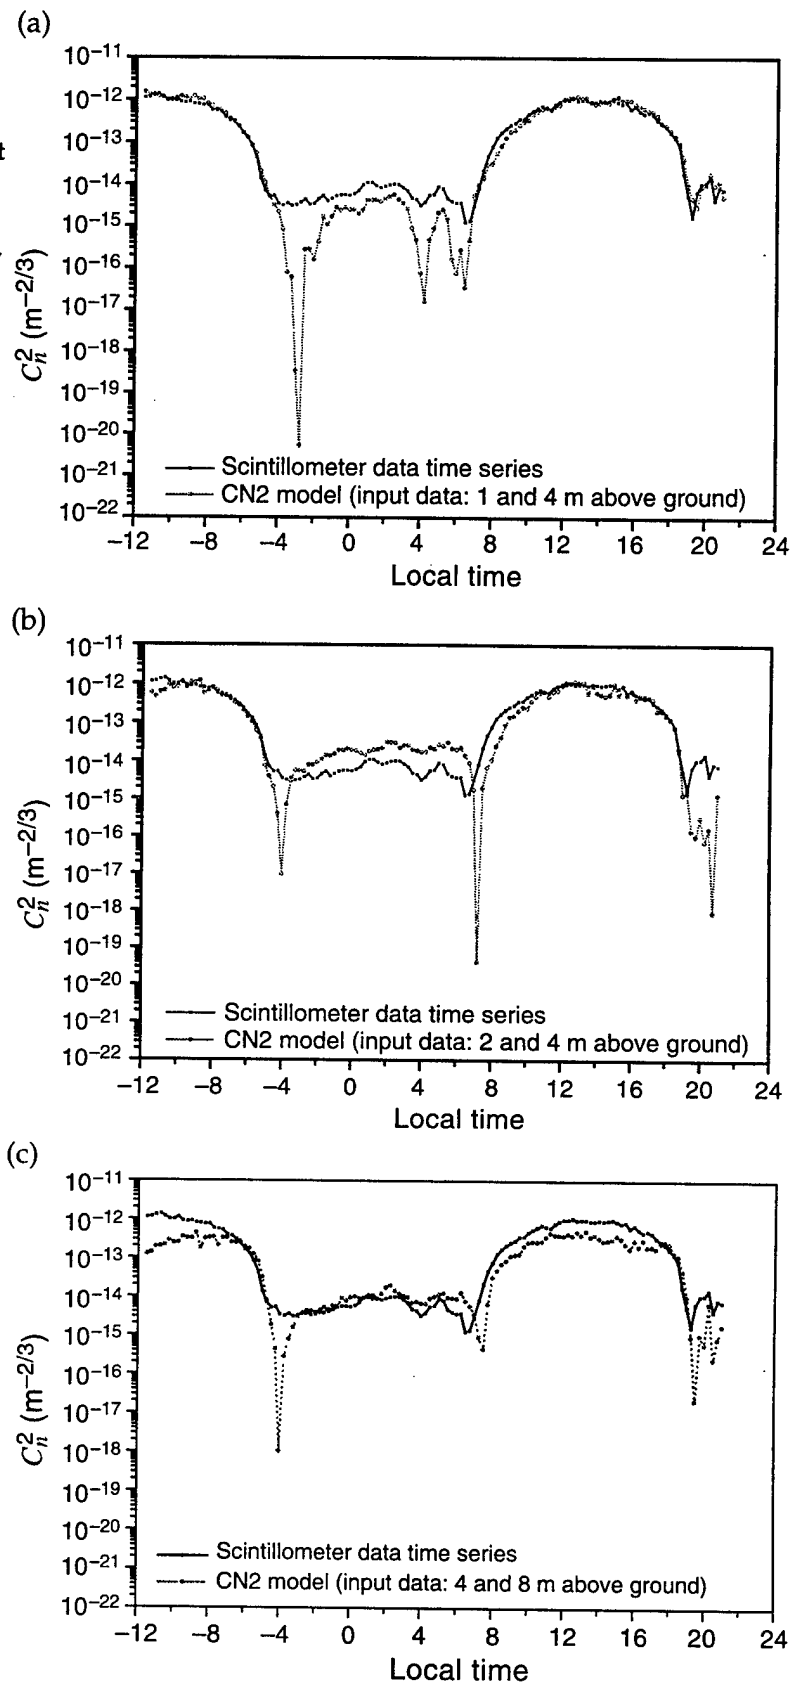 (a)
t
10−11
10−12
10−13
10−14
10−15
10−16
10−17
10−18
10−19
10−20
10−21
10−22
C2n (m−2/3)
Scintillometer data time series
CN2 model (input data: 1 and 4 m above ground)
−12 −8 −4 0 4 8 12 16 20 24
Local time
(b)
10−11
10−12
10−13
10−14
10−15
10−16
10−17
10−18
10−19
10−20
10−21
10−22
C2n (m−2/3)
Scintillometer data time series
CN2 model (input data: 2 and 4 m above ground)
−12 −8 −4 0 4 8 12 16 20 24
Local time
(c)
10−11
10−12
10−13
10−14
10−15
10−16
10−17
10−18
10−19
10−20
10−21
10−22
C2n (m−2/3)
Scintillometer data time series
CN2 model (input data: 4 and 8 m above ground)
−12 −8 −4 0 4 8 12 16 20 24
Local time